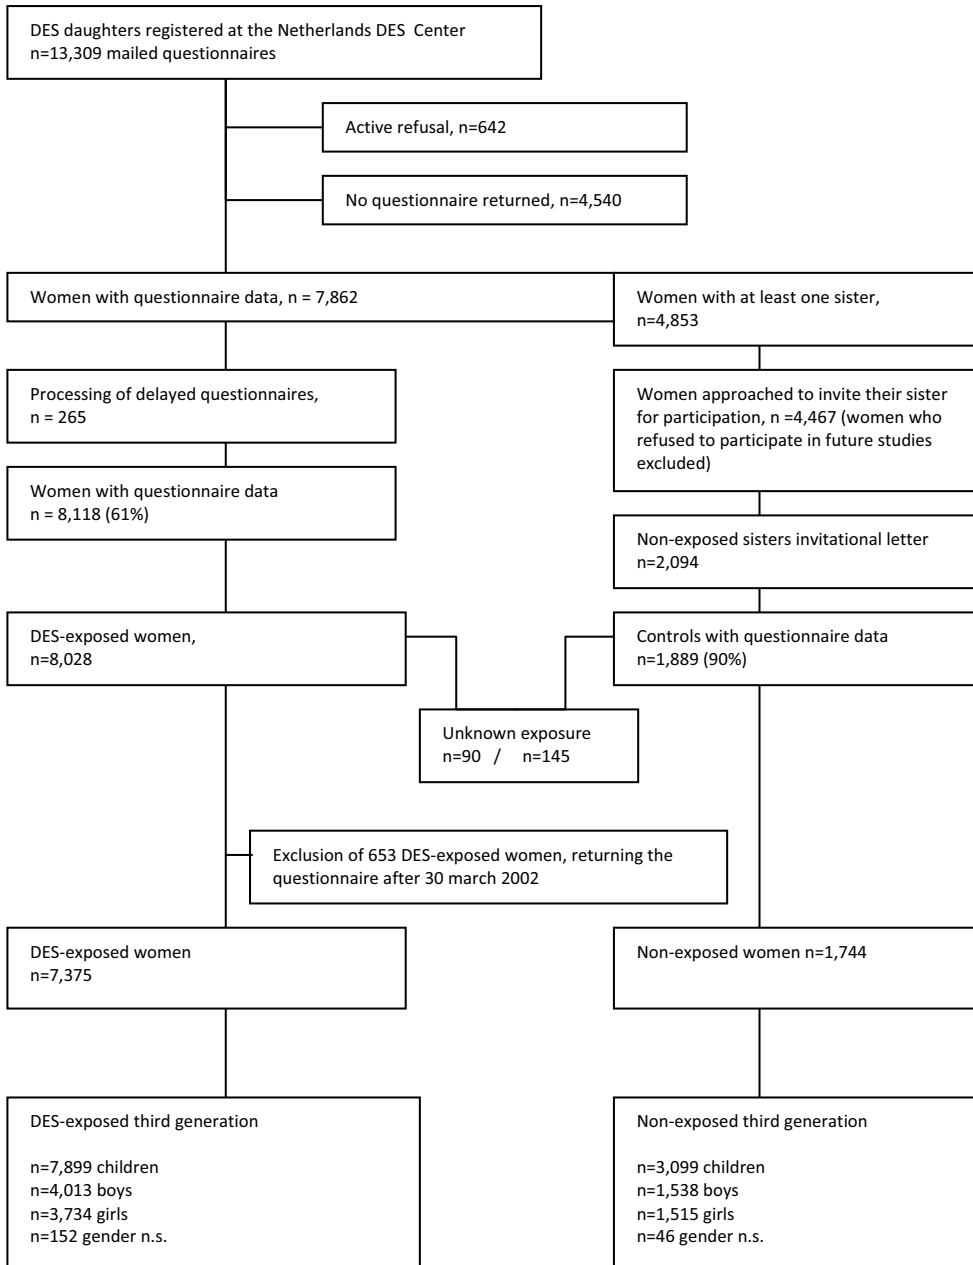 DES daughters registered at the Netherlands DES Center
n=13,309 mailed questionnaires
Active refusal, n=642
No questionnaire returned, n=4,540
Women with questionnaire data, n = 7,862
Women with at least one sister,
n=4,853
Processing of delayed questionnaires,
n = 265
Women approached to invite their sister
for participation, n =4,467 (women who
refused to participate in future studies
excluded)
Women with questionnaire data
n = 8,118 (61%)
Non-exposed sisters invitational letter
n=2,094
DES-exposed women,
n=8,028
Controls with questionnaire data
n=1,889 (90%)
Unknown exposure
n=90 / n=145
Exclusion of 653 DES-exposed women, returning the
questionnaire after 30 march 2002
DES-exposed women
n=7,375
Non-exposed women n=1,744
DES-exposed third generation
n=7,899 children
n=4,013 boys
n=3,734 girls
n=152 gender n.s.
Non-exposed third generation
n=3,099 children
n=1,538 boys
n=1,515 girls
n=46 gender n.s.